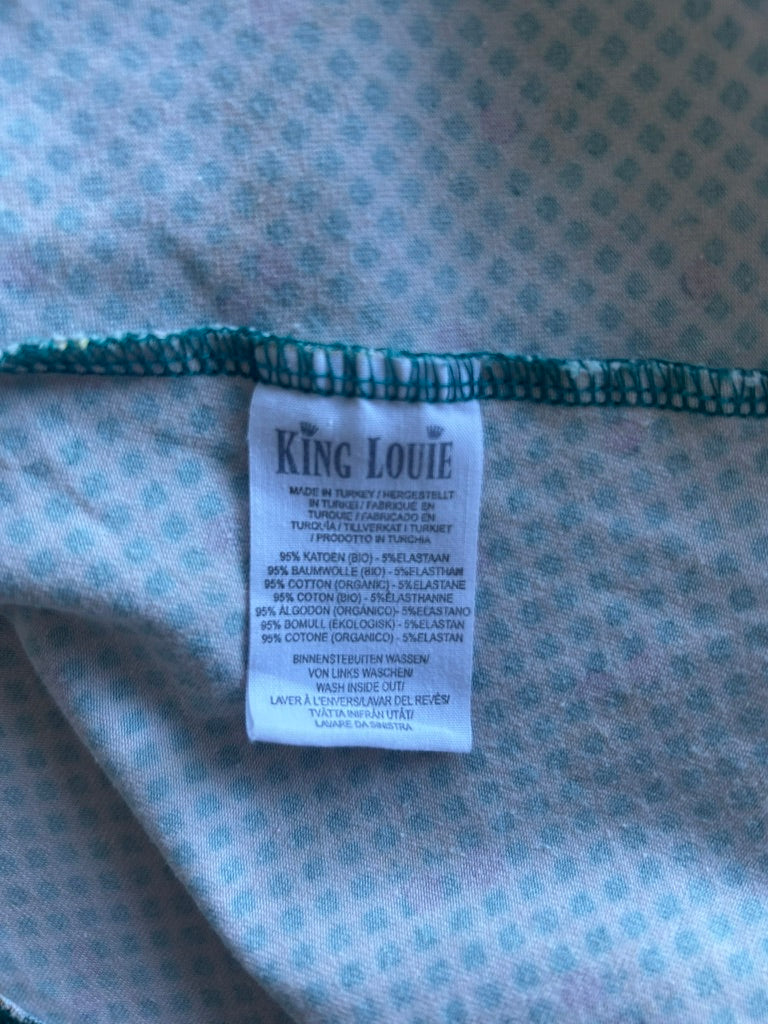 KING LOUIE
MADE IN TURKEY / HERGESTELLT
IN TURKEI / FABRIQUÉ EN
TURQUIE / FABRICADO EN
TURQUÍA / TILLVERKAT I TURKIET
/ PRODOTTO IN TURCHIA
95% KATOEN (BIO) - 5%ELASTAAN
95% BAUMWOLLE (BIO) - 5%ELASTHAN
95% COTTON (ORGANIC) - 5%ELASTANE
95% COTON (BIO) - 5%ÉLASTHANNE
95% ALGODON (ORGÁNICO)- 5%ELASTANO
95% BOMULL (EKOLOGISK) - 5%ELASTAN
95% COTONE (ORGANICO) - 5%ELASTAN
BINNENSTEBUITEN WASSEN/
VON LINKS WASCHEN/
WASH INSIDE OUT/
LAVER À L'ENVERS/LAVAR DEL REVÉS/
TVÄTTA INIFRÅN UTÅT/
LAVARE DA SINISTRA